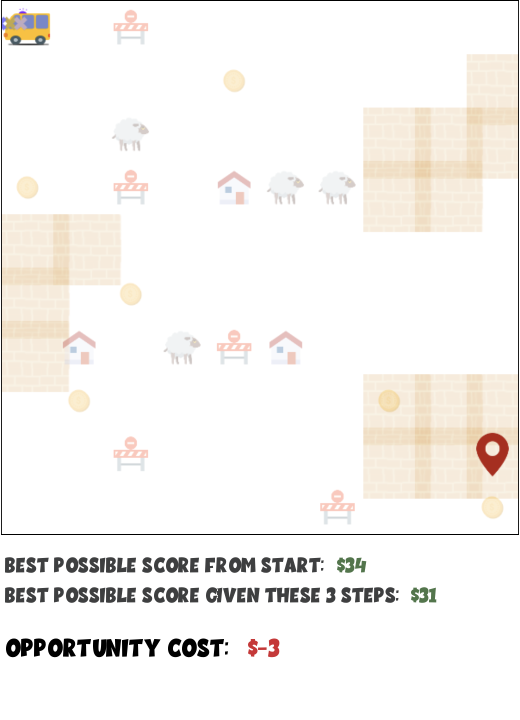 BEST POSSIBLE SCORE FROM START: $34
BEST POSSIBLE SCORE GIVEN THESE 3 STEPS: $31
OPPORTUNITY COST: $-3